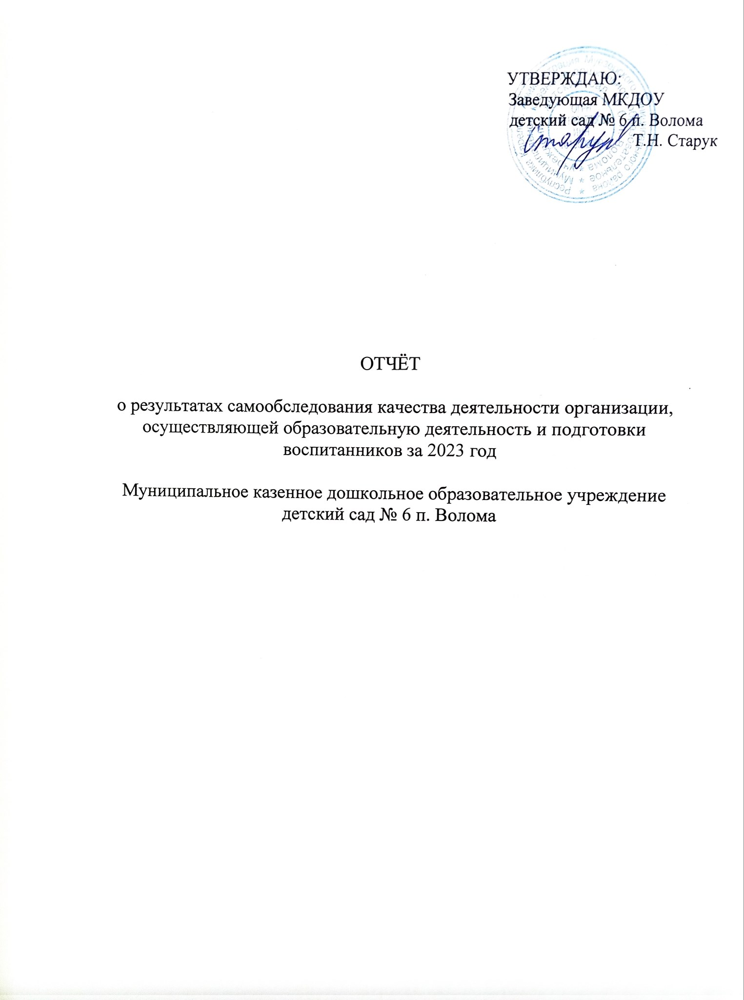 УТВЕРЖДАЮ:
Заведующая МКДОУ
детский сад № 6 п. Волома
Т.Н. Старук
ОТЧЁТ
о результатах самообследования качества деятельности организации,
осуществляющей образовательную деятельность и подготовки
воспитанников за 2023 год
Муниципальное казенное дошкольное образовательное учреждение
детский сад № 6 п. Волома